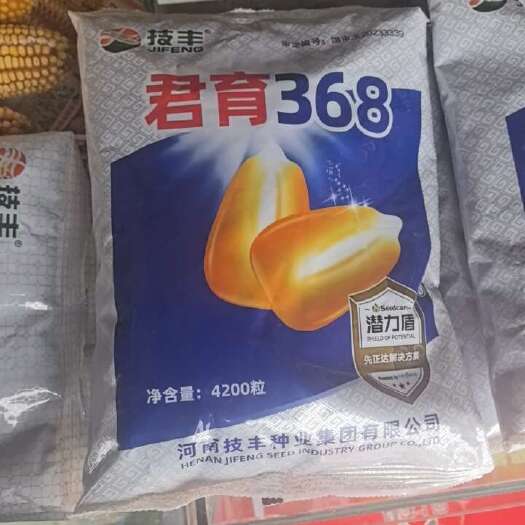 技丰®
JIFENG
君育368
Seedcare
潜力盾
SHIELD OF POTENTIAL
先正达解决方案
净含量：4200粒
河南技丰种业集团有限公司
HENAN JIFENG SEED INDUSTRY GROUP CO.,LTD
技丰®